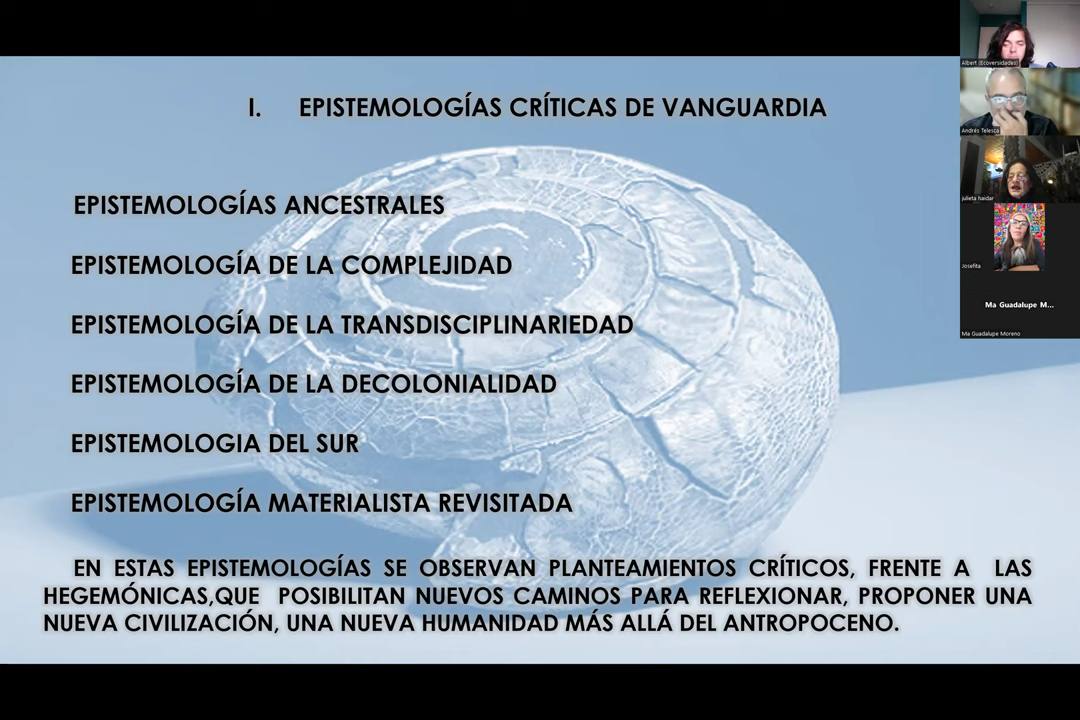 I. EPISTEMOLOGÍAS CRÍTICAS DE VANGUARDIA
EPISTEMOLOGÍAS ANCESTRALES
EPISTEMOLOGÍA DE LA COMPLEJIDAD
EPISTEMOLOGÍA DE LA TRANSDISCIPLINARIEDAD
EPISTEMOLOGÍA DE LA DECOLONIALIDAD
EPISTEMOLOGIA DEL SUR
EPISTEMOLOGÍA MATERIALISTA REVISITADA
EN ESTAS EPISTEMOLOGÍAS SE OBSERVAN PLANTEAMIENTOS CRÍTICOS, FRENTE A LAS
HEGEMÓNICAS,QUE POSIBILITAN NUEVOS CAMINOS PARA REFLEXIONAR, PROPONER UNA
NUEVA CIVILIZACIÓN, UNA NUEVA HUMANIDAD MÁS ALLÁ DEL ANTROPOCENO.
Albert (Ecoversidades)
Andrés Telesca
julieta haidar
Josefita
Ma Guadalupe M...
Ma Guadalupe Moreno